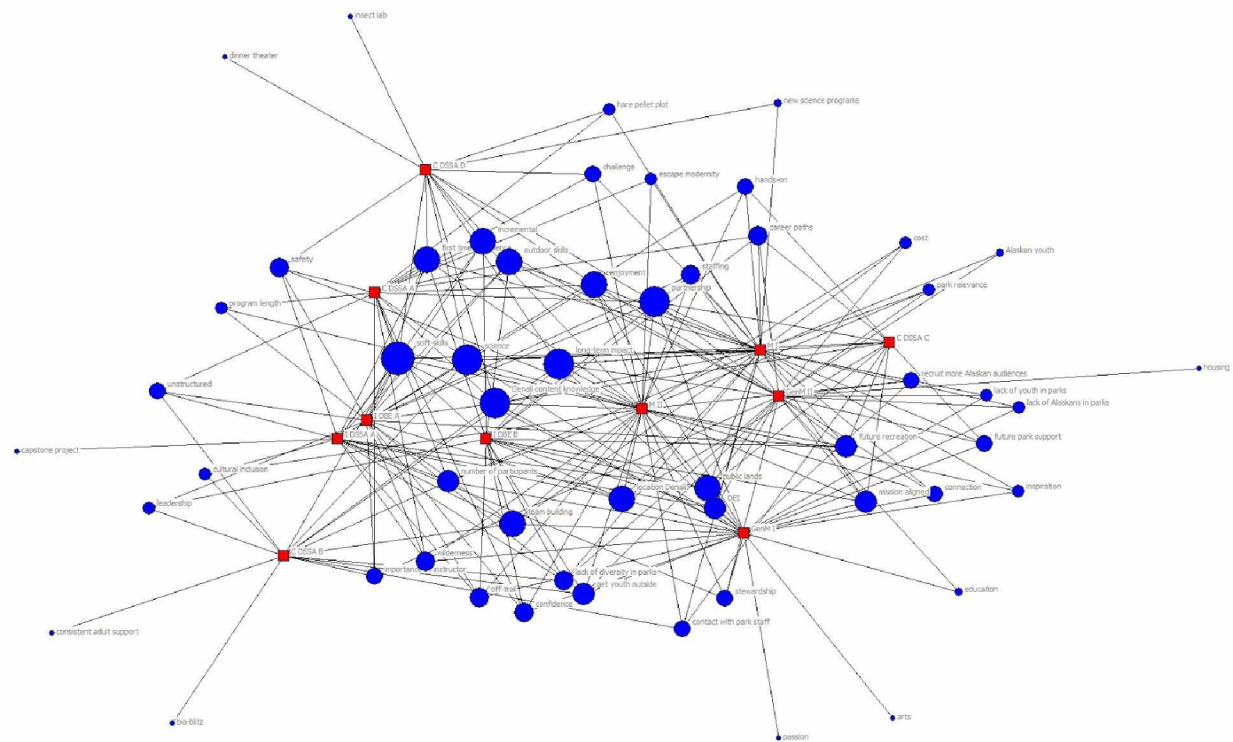 insect lab
dinner theater
new science programs
hare pellet plot
C DSSA D
challenge
escape modernity
hands-on
incremental
career paths
cost
first time
outdoor skills
Alaskan youth
safety
enjoyment
staffing
partnership
park relevance
C DSSA A
program length
C DSSA C
soft-skills
science
long-term impact
M I
housing
unstructured
recruit more Alaskan audiences
Denali content knowledge
GenM II
lack of youth in parks
M II
lack of Alaskans in parks
I DBE A
I DSSA A
I DBE B
future recreation
future park support
capstone project
cultural inclusion
number of participants
public lands
location Denali
mission aligned
connection
inspiration
leadership
DEI
team building
GenM I
C DSSA B
wilderness
importance
instructor
lack of diversity in parks
get youth outside
education
off-trail
stewardship
confidence
contact with park staff
consistent adult support
bio-blitz
arts
passion